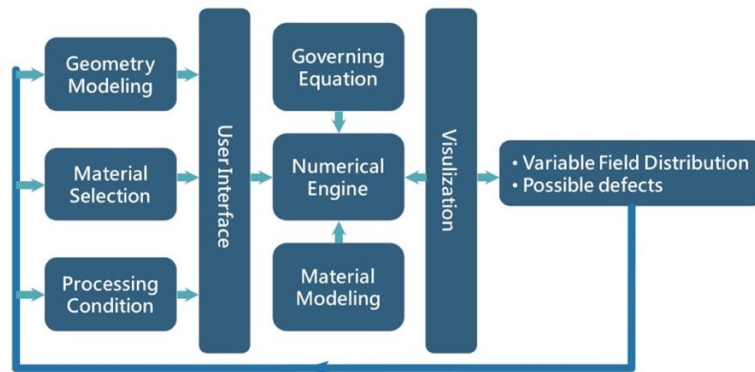 Geometry
Modeling
Material
Selection
Processing
Condition
User Interface
Governing
Equation
Numerical
Engine
Material
Modeling
Visulization
• Variable Field Distribution
• Possible defects